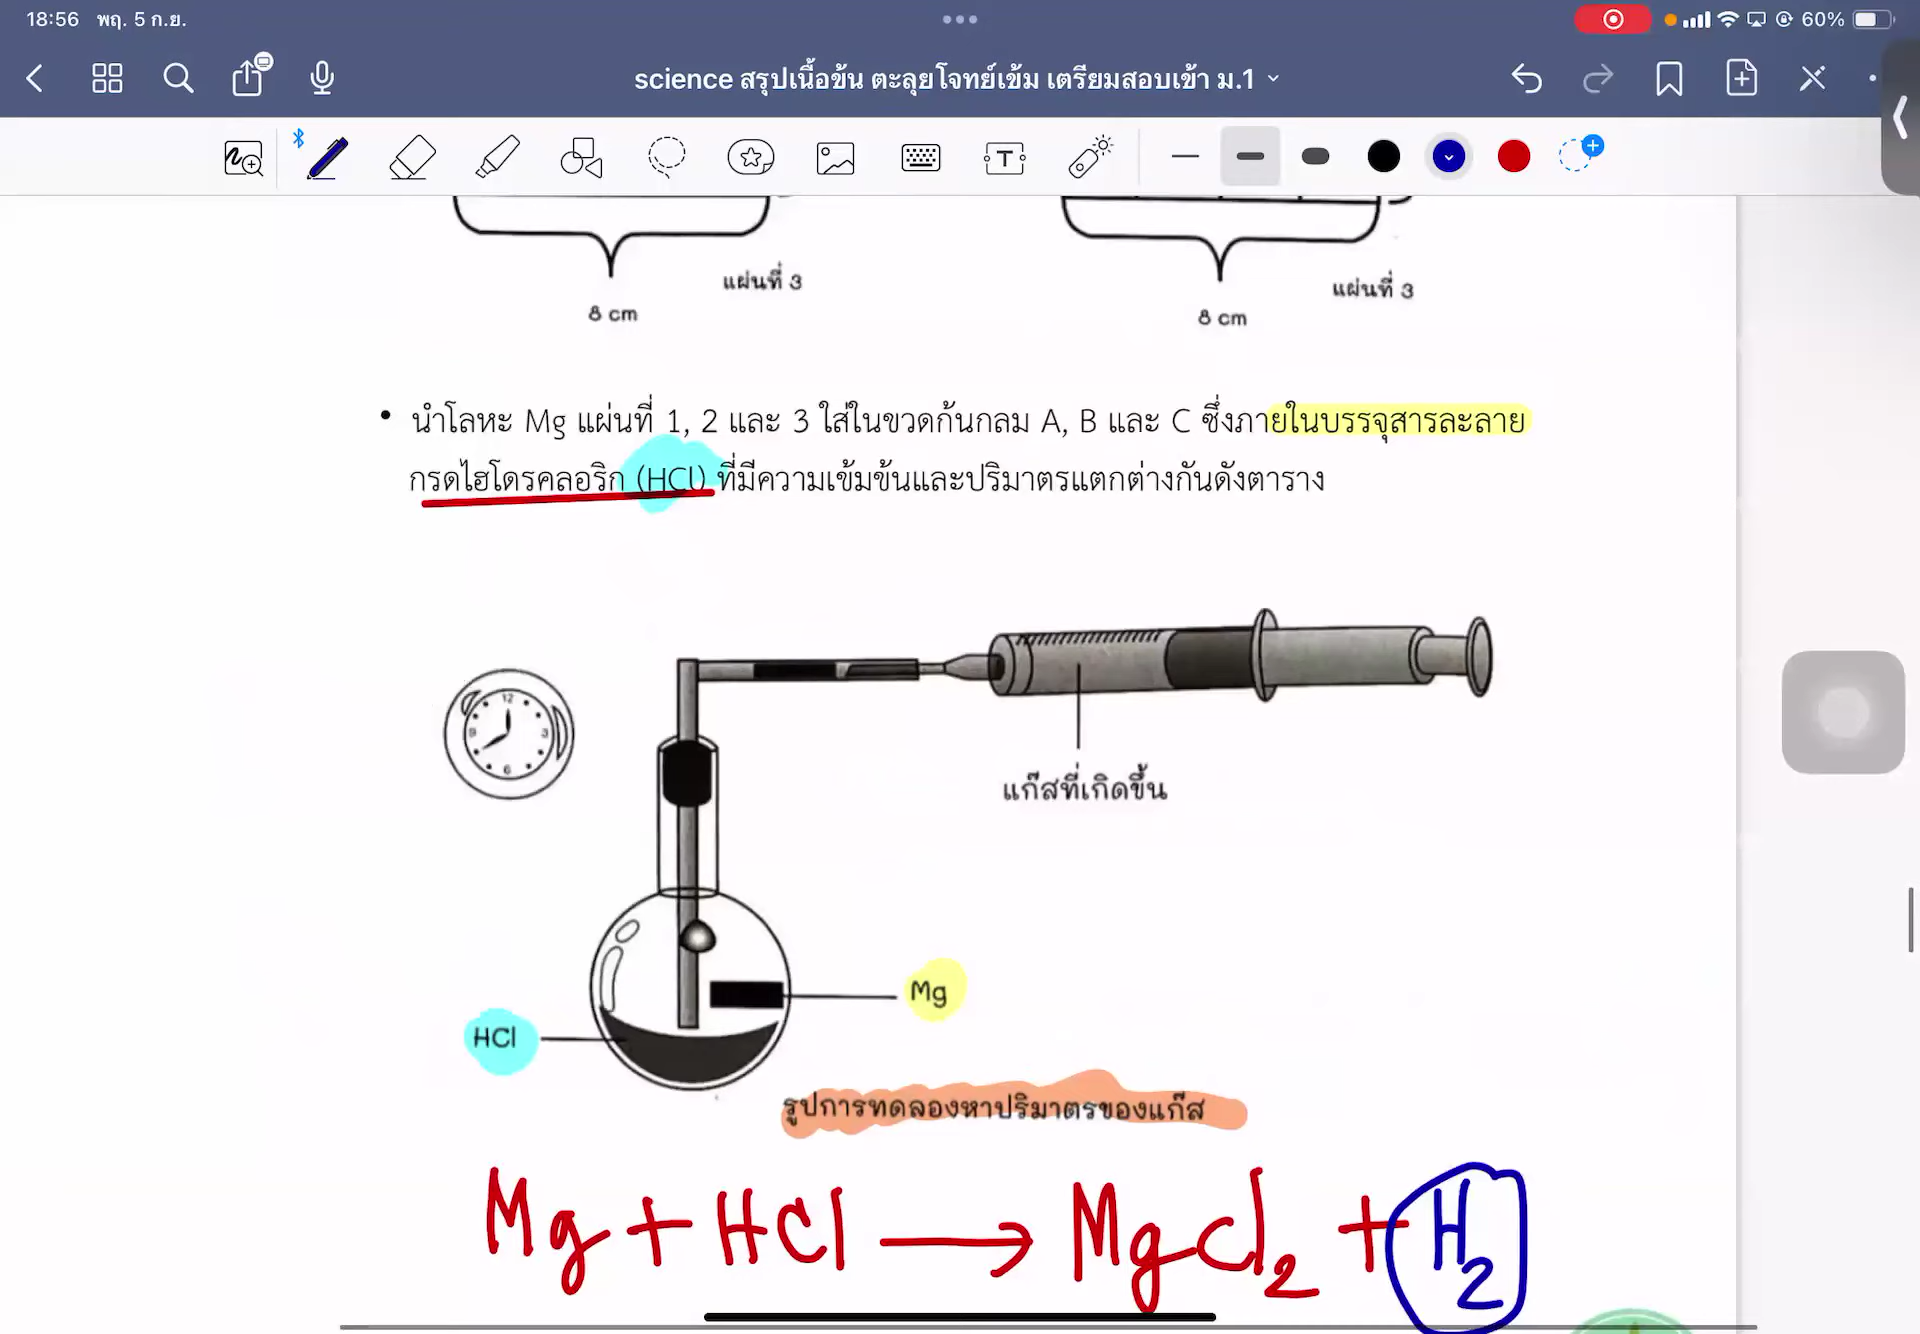 18:56 พฤ. 5 ก.ย.
60%
science สรุปเนื้อข้น ตะลุยโจทย์เข้ม เตรียมสอบเข้า ม.1
T
แผ่นที่ 3
8 cm
แผ่นที่ 3
8 cm
• นำโลหะ Mg แผ่นที่ 1, 2 และ 3 ใส่ในขวดก้นกลม A, B และ C ซึ่งภายในบรรจุสารละลาย
กรดไฮโดรคลอริก (HCl) ที่มีความเข้มข้นและปริมาตรแตกต่างกันดังตาราง
12
9 3
6
แก๊สที่เกิดขึ้น
Mg
HCl
รูปการทดลองหาปริมาตรของแก๊ส
Mg + HCl → MgCl2 + H2